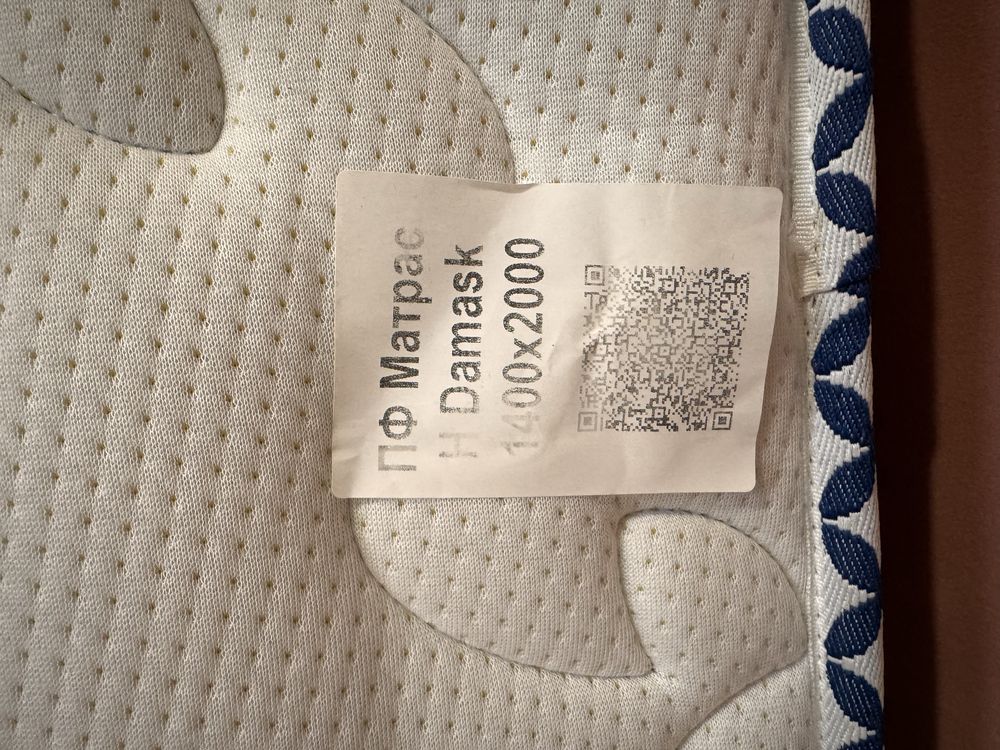 ПФ Матрас
Н Damask
1400x2000